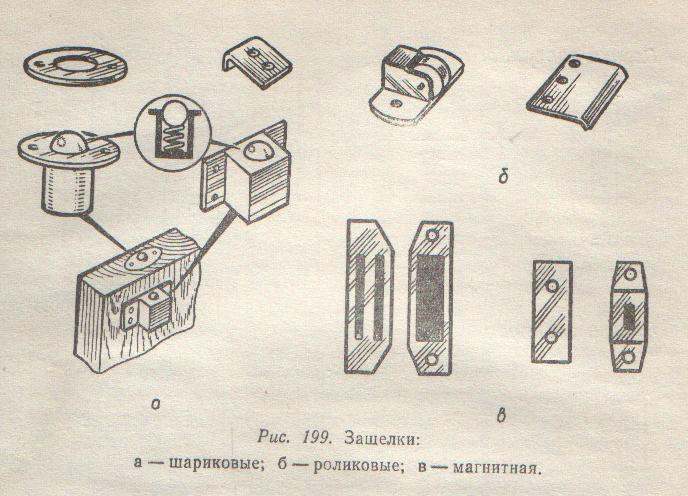 б
а
в
Рис. 199. Защелки:
а — шариковые; б — роликовые; в — магнитная.